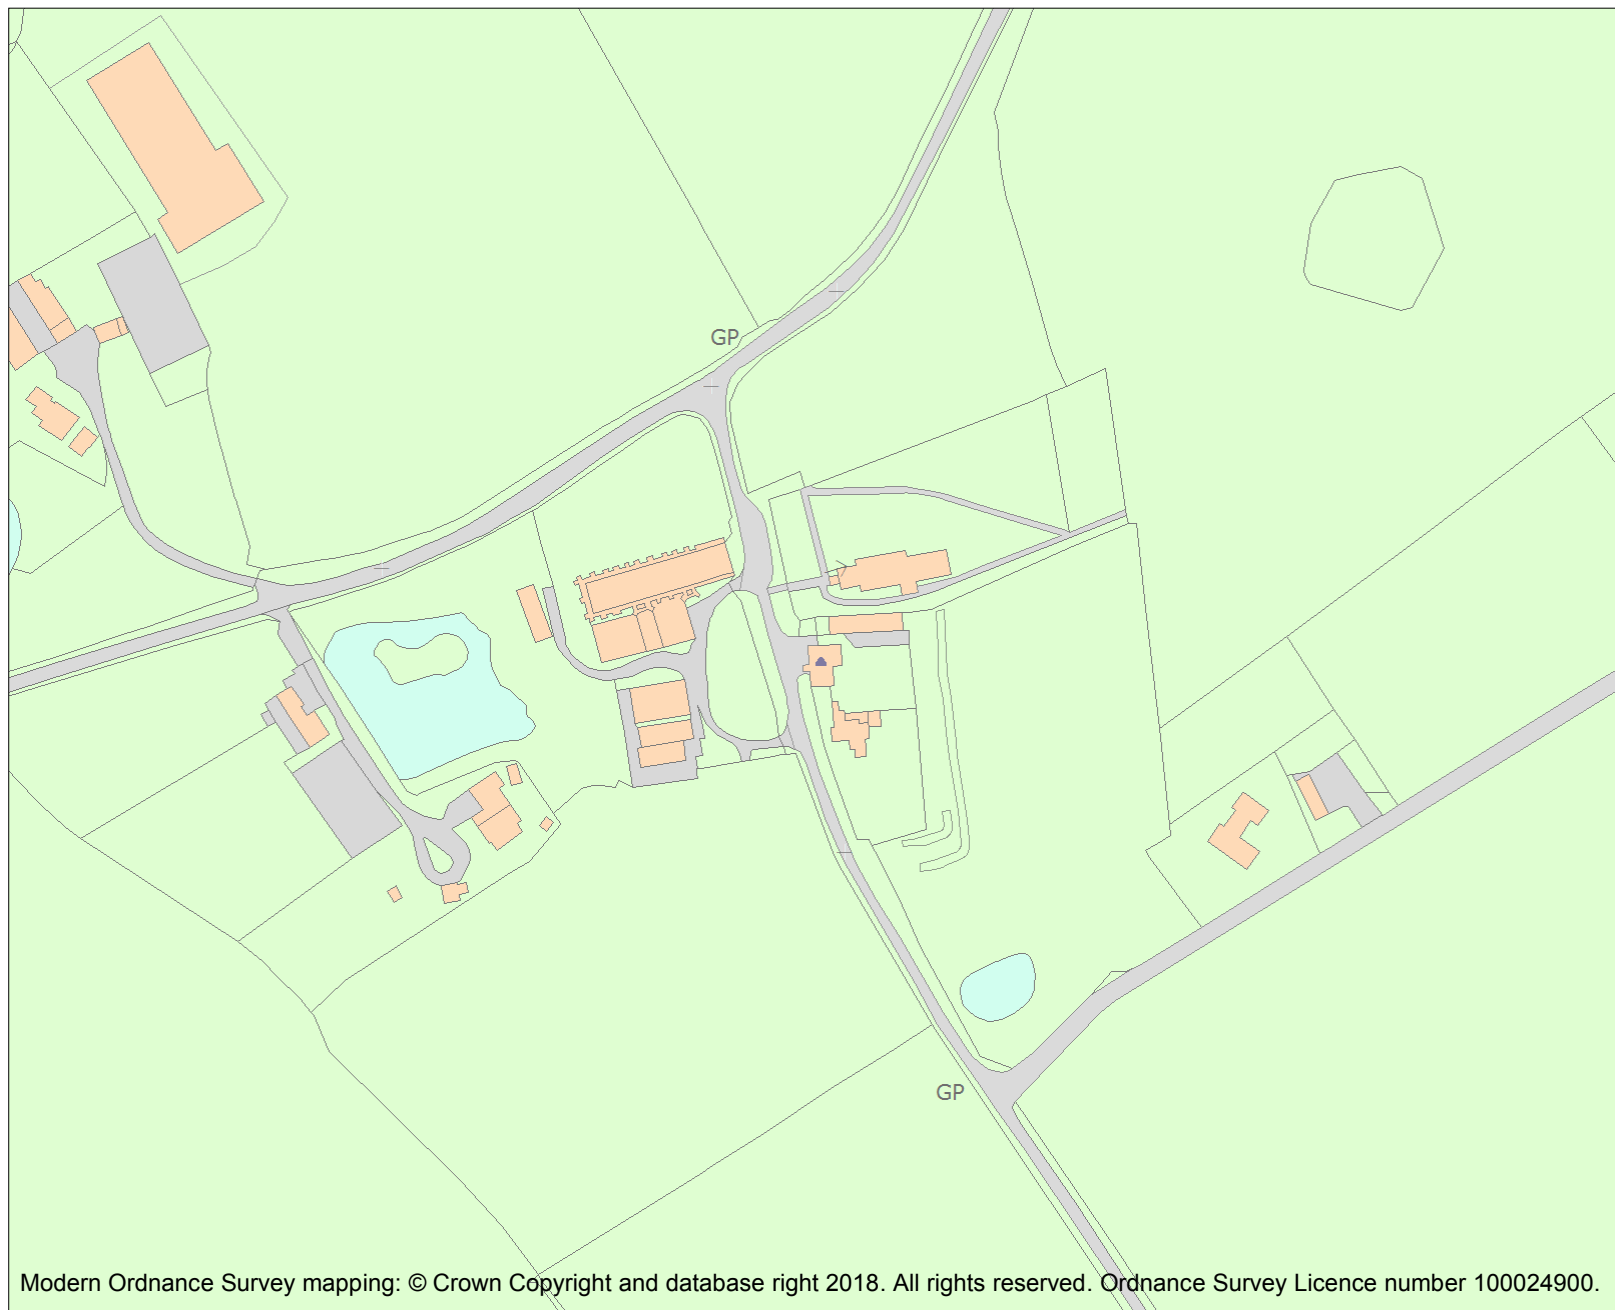 GP
GP
Modern Ordnance Survey mapping: © Crown Copyright and database right 2018. All rights reserved. Ordnance Survey Licence number 100024900.